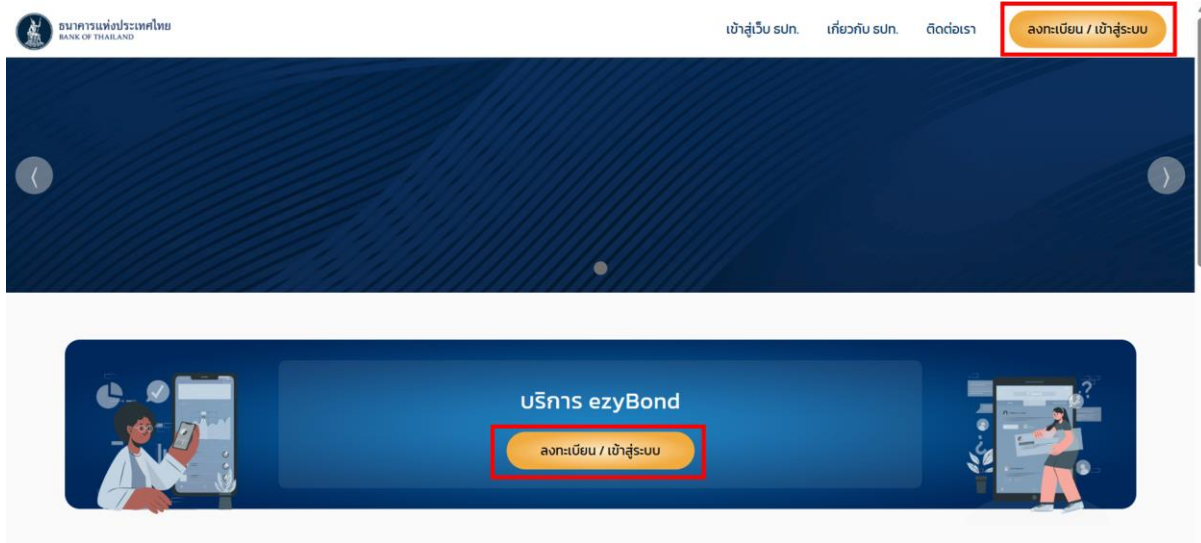 ธนาคารแห่งประเทศไทย
BANK OF THAILAND
เข้าสู่เว็บ ธปท. เกี่ยวกับ ธปท. ติดต่อเรา ลงทะเบียน / เข้าสู่ระบบ
บริการ ezyBond
ลงทะเบียน / เข้าสู่ระบบ